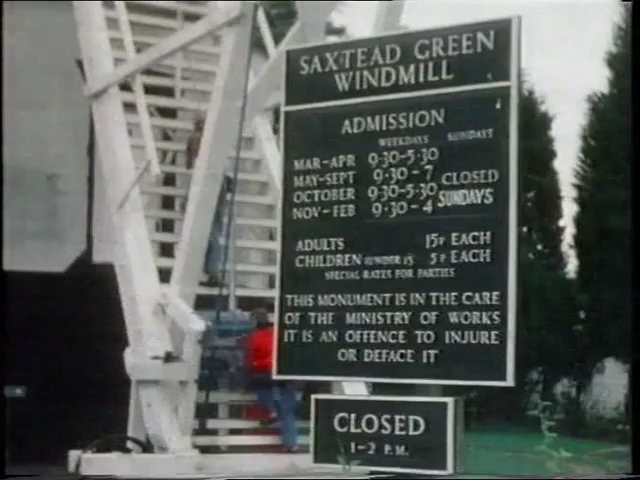 SAXTEAD GREEN
WINDMILL
ADMISSION
WEEKDAYS SUNDAYS
MAR-APR 9·30-5·30
MAY-SEPT 9·30-7 CLOSED
OCTOBER 9·30-5·30 SUNDAYS
NOV-FEB 9·30-4
ADULTS 15P EACH
CHILDREN UNDER 15 5P EACH
SPECIAL RATES FOR PARTIES
THIS MONUMENT IS IN THE CARE
OF THE MINISTRY OF WORKS
IT IS AN OFFENCE TO INJURE
OR DEFACE IT
CLOSED
1-2 P.M.